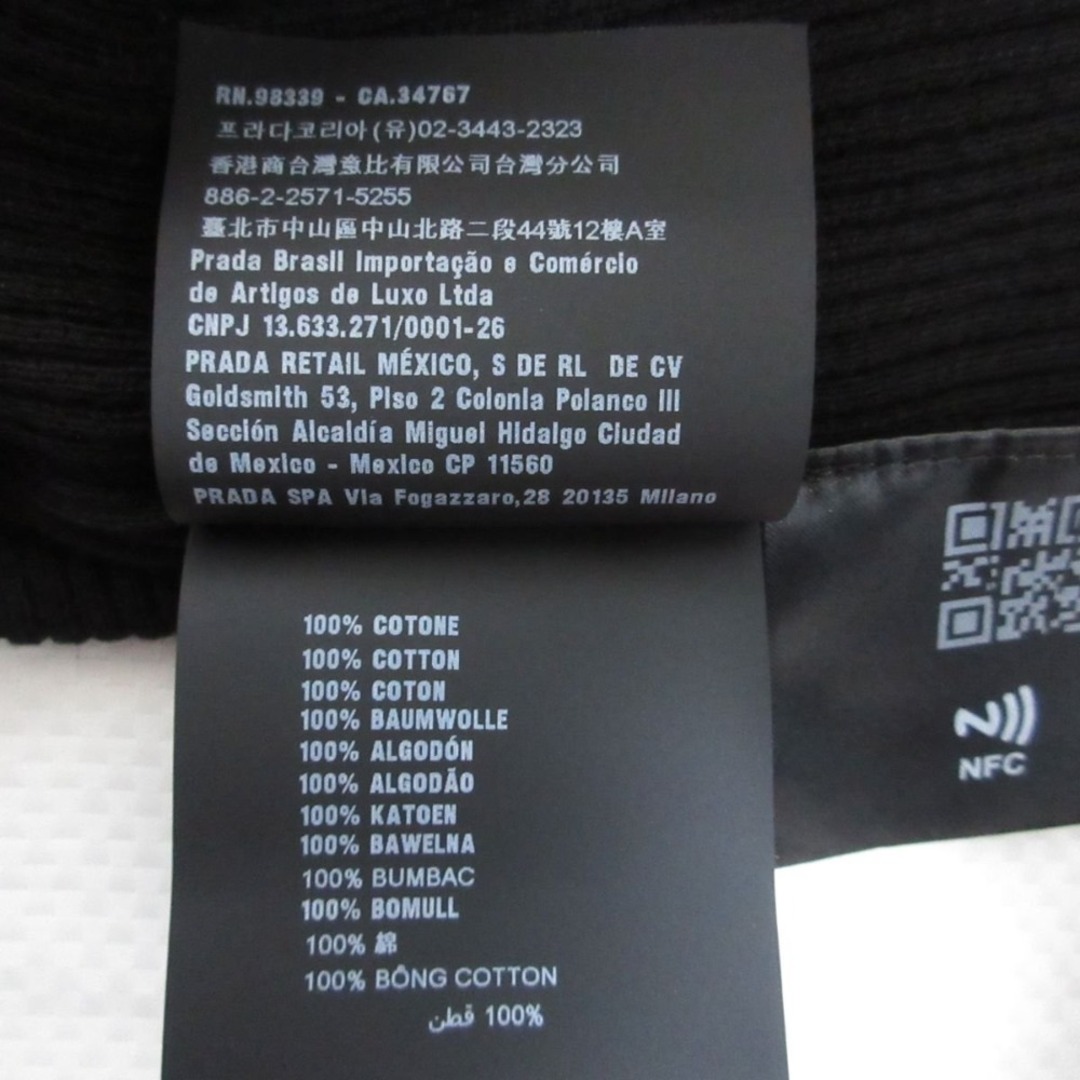 RN.98339 - CA.34767
프라다코리아(유)02-3443-2323
香港商台灣意比有限公司台灣分公司
886-2-2571-5255
臺北市中山區中山北路二段44號12樓A室
Prada Brasil Importação e Comércio
de Artigos de Luxo Ltda
CNPJ 13.633.271/0001-26
PRADA RETAIL MÉXICO, S DE RL DE CV
Goldsmith 53, Piso 2 Colonia Polanco III
Sección Alcaldía Miguel Hidalgo Ciudad
de Mexico - Mexico CP 11560
PRADA SPA Via Fogazzaro,28 20135 Milano
100% COTONE
100% COTTON
100% COTON
100% BAUMWOLLE
100% ALGODÓN
100% ALGODÃO
100% KATOEN
100% BAWELNA
100% BUMBAC
100% BOMULL
100% 綿
100% BÔNG COTTON
100% قطن
NFC